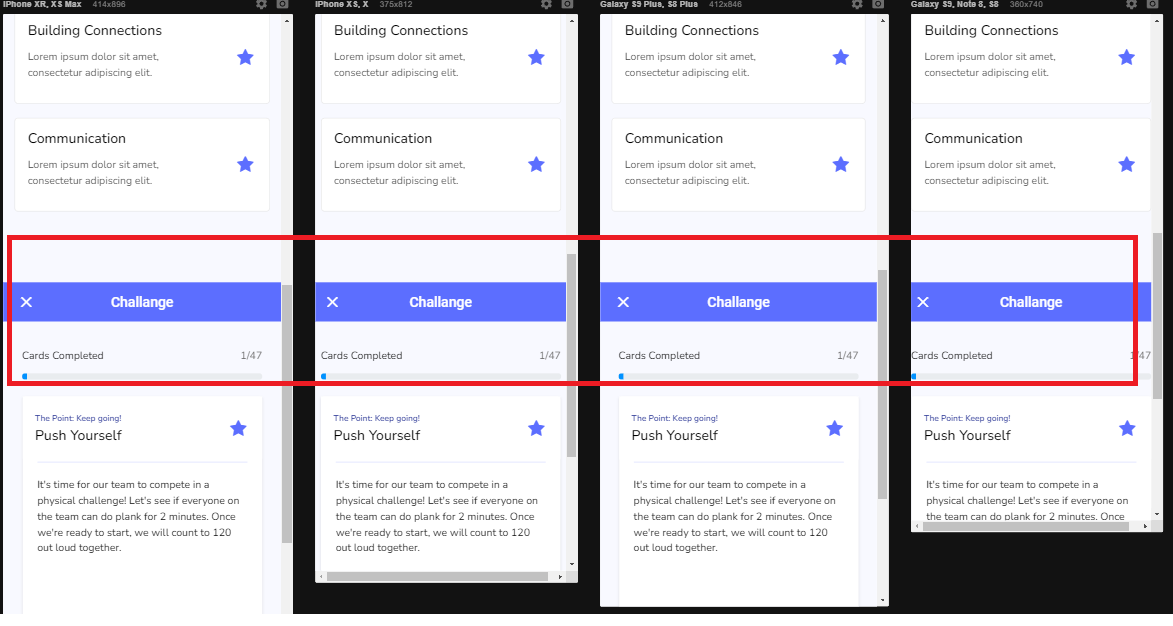 iPhone XR, XS Max 414x896
Building Connections
Lorem ipsum dolor sit amet,
consectetur adipiscing elit.
Communication
Lorem ipsum dolor sit amet,
consectetur adipiscing elit.
Challange
Cards Completed 1/47
The Point: Keep going!
Push Yourself
It's time for our team to compete in a
physical challenge! Let's see if everyone on
the team can do plank for 2 minutes. Once
we're ready to start, we will count to 120
out loud together.
iPhone XS, X 375x812
Building Connections
Lorem ipsum dolor sit amet,
consectetur adipiscing elit.
Communication
Lorem ipsum dolor sit amet,
consectetur adipiscing elit.
Challange
Cards Completed 1/47
The Point: Keep going!
Push Yourself
It's time for our team to compete in a
physical challenge! Let's see if everyone on
the team can do plank for 2 minutes. Once
we're ready to start, we will count to 120
out loud together.
Galaxy S9 Plus, S8 Plus 412x846
Building Connections
Lorem ipsum dolor sit amet,
consectetur adipiscing elit.
Communication
Lorem ipsum dolor sit amet,
consectetur adipiscing elit.
Challange
Cards Completed 1/47
The Point: Keep going!
Push Yourself
It's time for our team to compete in a
physical challenge! Let's see if everyone on
the team can do plank for 2 minutes. Once
we're ready to start, we will count to 120
out loud together.
Galaxy S9, Note 8, S8 360x740
Building Connections
Lorem ipsum dolor sit amet,
consectetur adipiscing elit.
Communication
Lorem ipsum dolor sit amet,
consectetur adipiscing elit.
Challange
Cards Completed 1/47
The Point: Keep going!
Push Yourself
It's time for our team to compete in a
physical challenge! Let's see if everyone on
the team can do plank for 2 minutes. Once